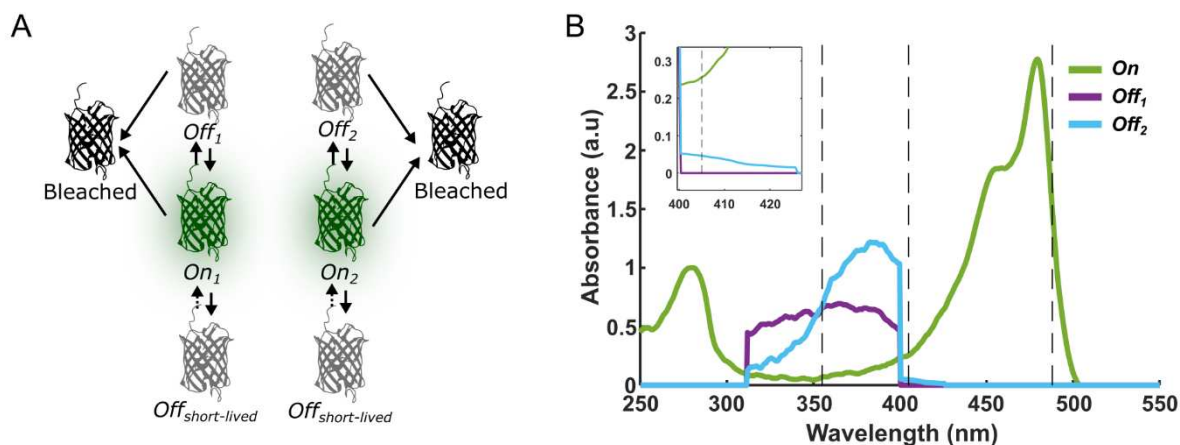 A
Off1
Off2
Bleached
Bleached
On1
On2
Offshort-lived
Offshort-lived
B
Absorbance (a.u)
3
2.5
2
1.5
1
0.5
0
250
300
350
400
450
500
550
Wavelength (nm)
0.3
0.2
0.1
0
400
410
420
On
Off1
Off2